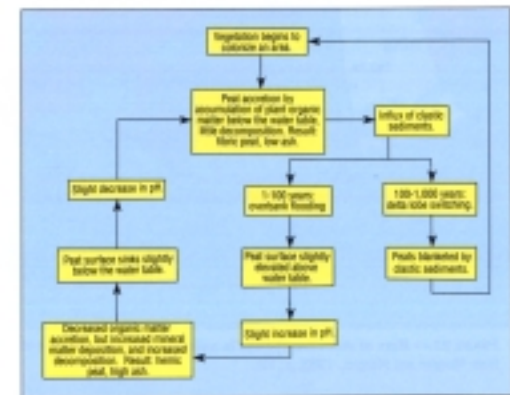 Vegetation begins to
colonize an area.
Peat accretion by
accumulation of plant organic
matter below the water table,
little decomposition. Result:
fibric peat, low ash.
Influx of clastic
sediments.
Slight decrease in pH.
1/100 years:
overbank flooding
100-1,000 years:
delta lobe switching.
Peat surface sinks slightly
below the water table.
Peat surface slightly
elevated above
water table.
Peats blanketed by
clastic sediments.
Decreased organic matter
accretion, but increased mineral
matter deposition, and increased
decomposition. Result: hemic
peat, high ash.
Slight increase in pH.